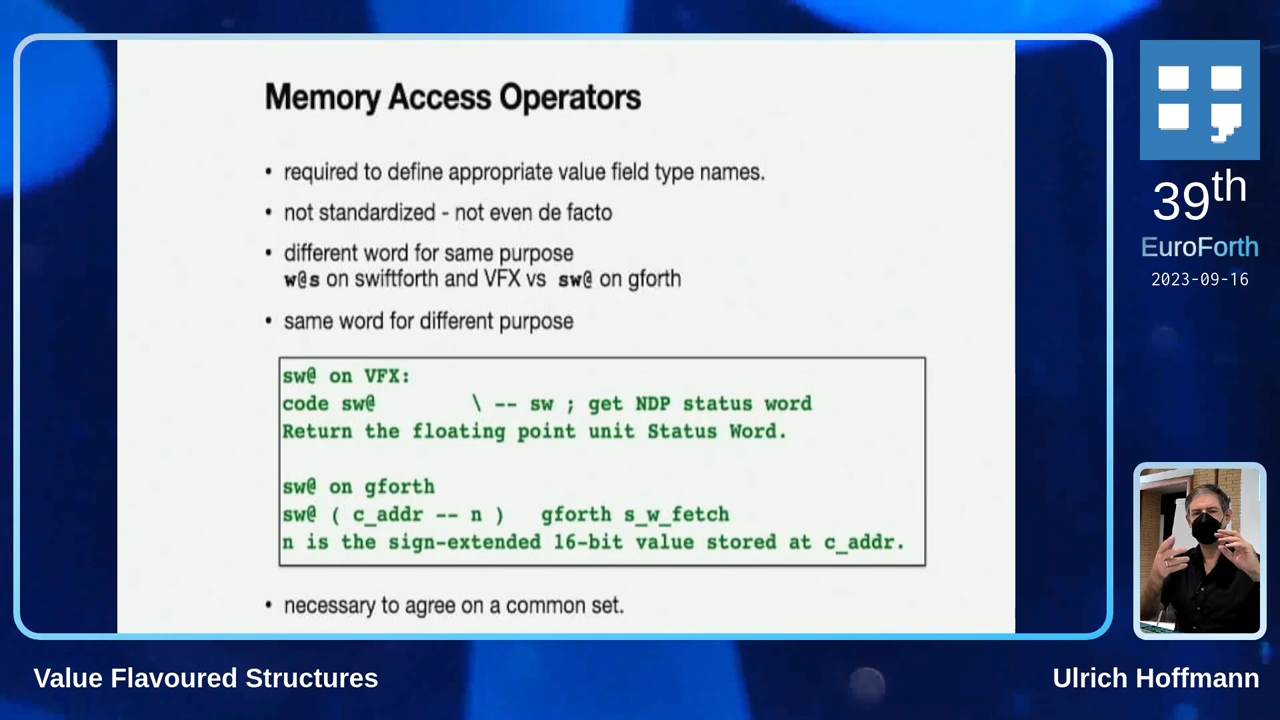 Memory Access Operators
• required to define appropriate value field type names.
• not standardized - not even de facto
• different word for same purpose
w@s on swiftforth and VFX vs sw@ on gforth
• same word for different purpose
sw@ on VFX:
code sw@ \ -- sw ; get NDP status word
Return the floating point unit Status Word.
sw@ on gforth
sw@ ( c_addr -- n ) gforth s_w_fetch
n is the sign-extended 16-bit value stored at c_addr.
• necessary to agree on a common set.
39th
EuroForth
2023-09-16
Value Flavoured Structures
Ulrich Hoffmann